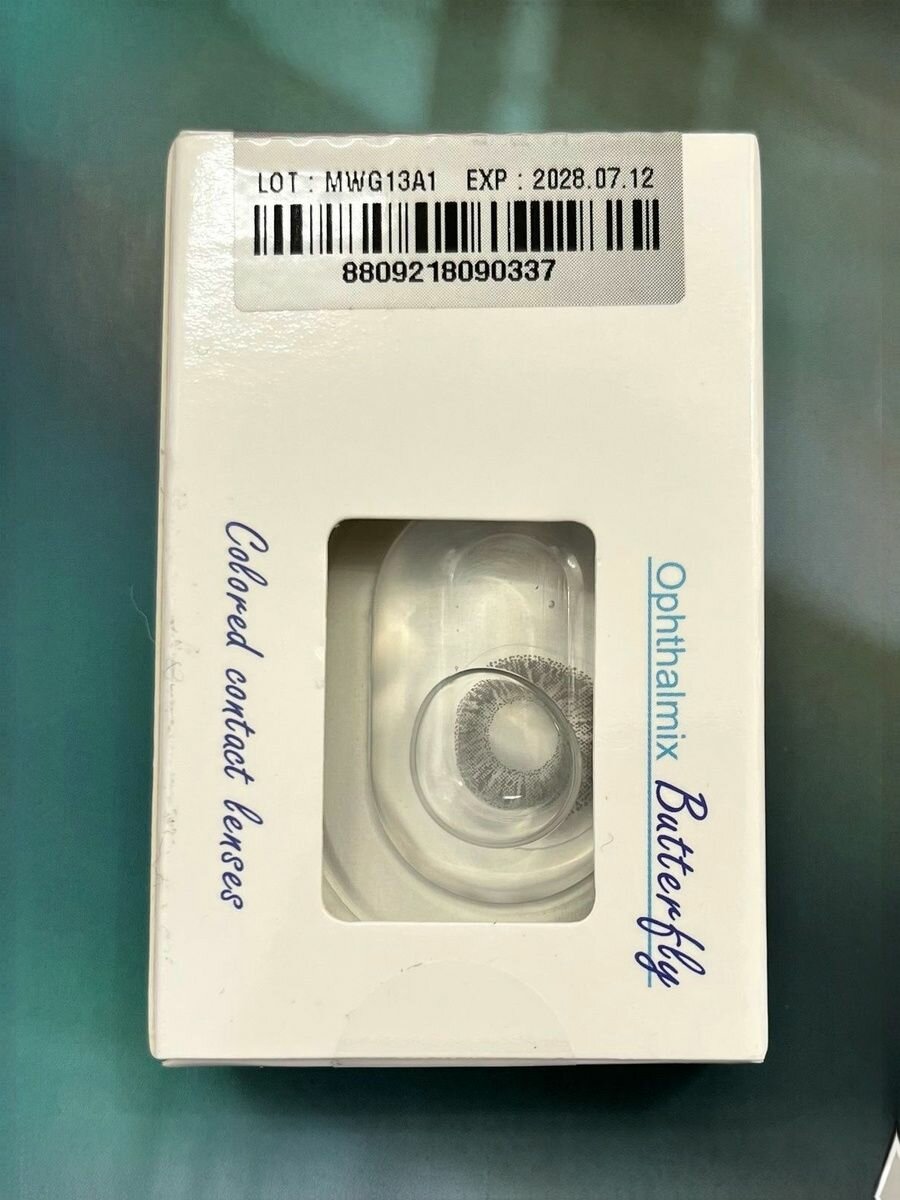 LOT : MWG13A1 EXP : 2028.07.12
8809218090337
Ophthalmix Butterfly
Colored contact lenses